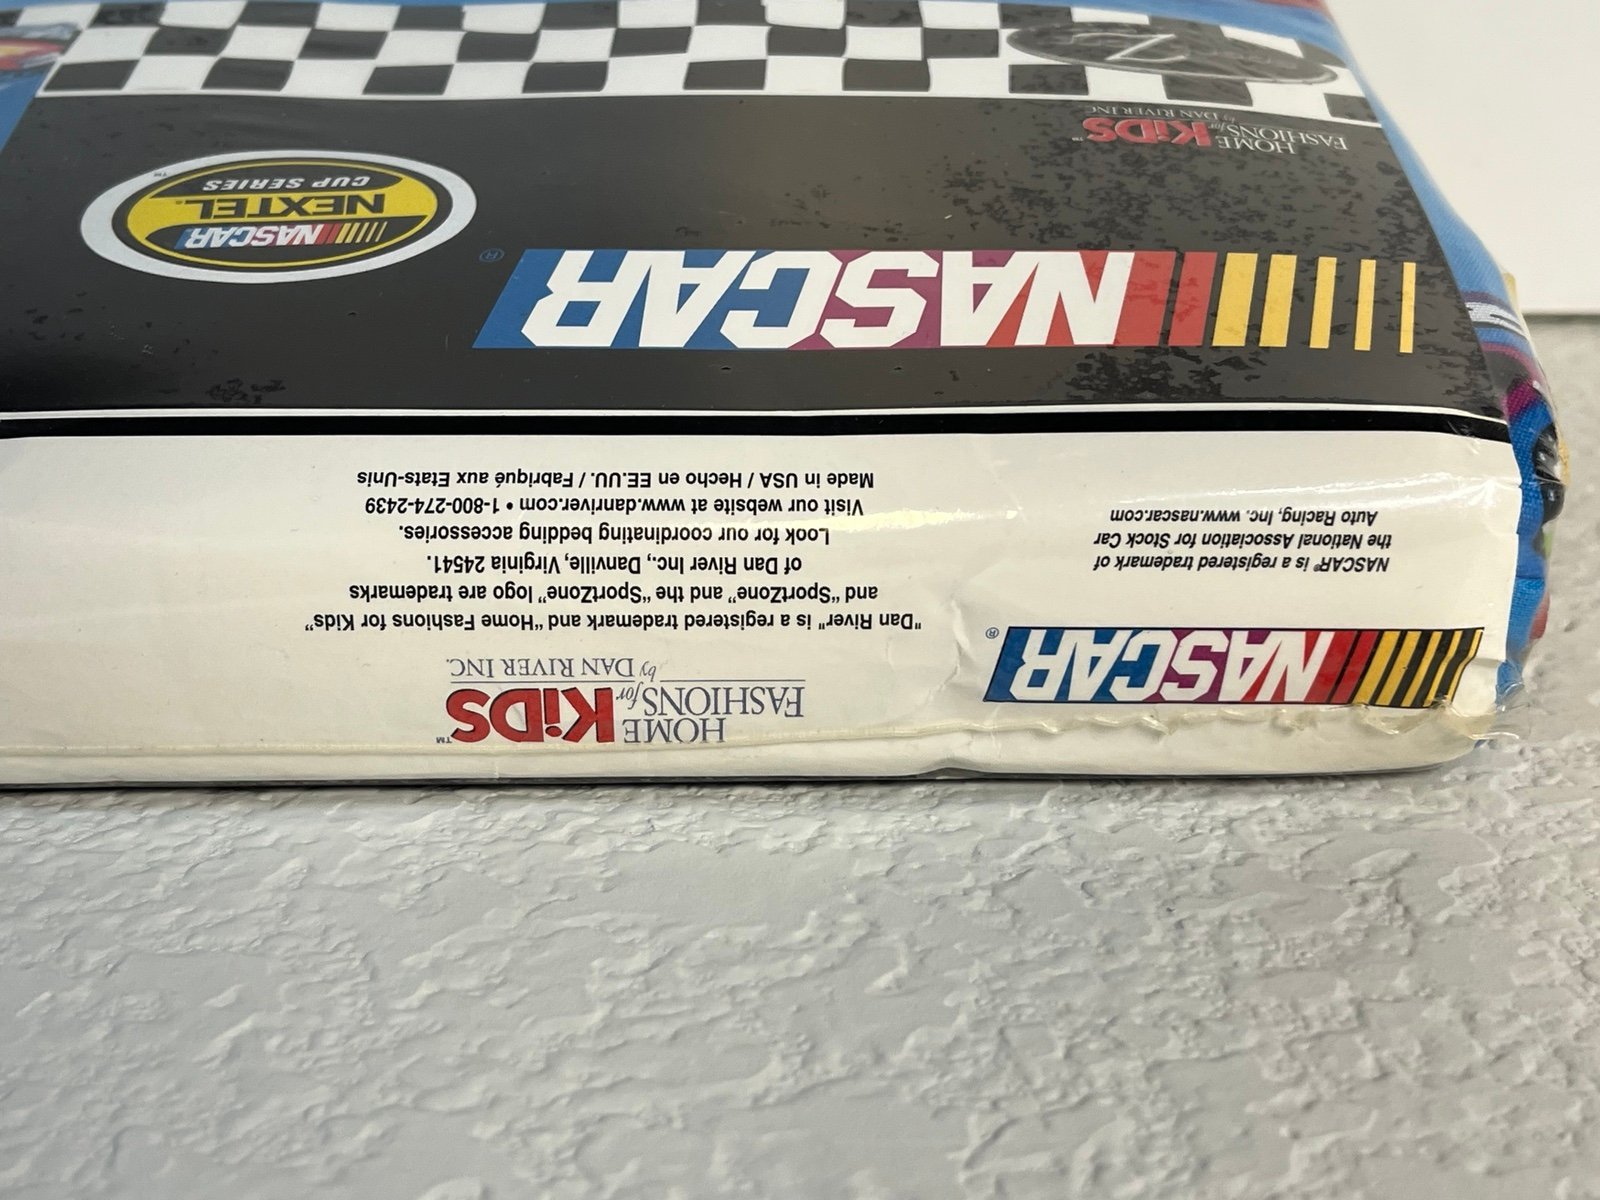 HOME
FASHIONS for KiDS™
by DAN RIVER INC.
"Dan River" is a registered trademark and "Home Fashions for Kids"
and "SportZone" and the "SportZone" logo are trademarks
of Dan River Inc., Danville, Virginia 24541.
Look for our coordinating bedding accessories.
Visit our website at www.danriver.com • 1-800-274-2439
Made in USA / Hecho en EE.UU. / Fabriqué aux Etats-Unis
NASCAR®
NASCAR® is a registered trademark of
the National Association for Stock Car
Auto Racing, Inc. www.nascar.com
NASCAR®
NASCAR
NEXTEL®
CUP SERIES™
HOME
FASHIONS for KiDS™
by DAN RIVER INC.